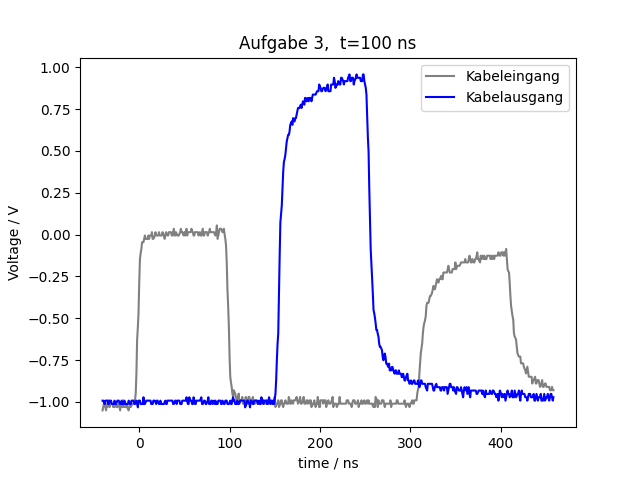 Aufgabe 3,  t=100 ns
Kabeleingang
Kabelausgang
Voltage / V
1.00
0.75
0.50
0.25
0.00
−0.25
−0.50
−0.75
−1.00
0 100 200 300 400
time / ns